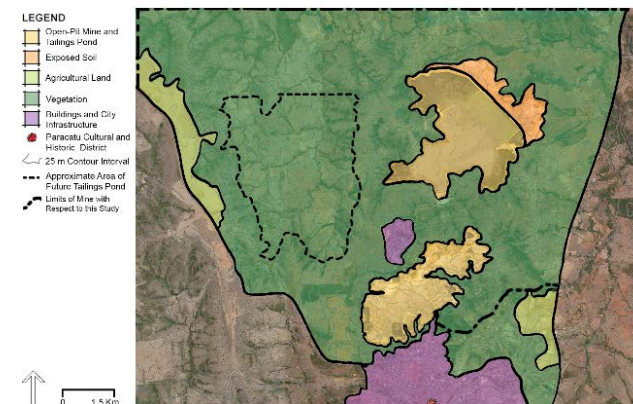 LEGEND
Open-Pit Mine and
Tailings Pond
Exposed Soil
Agricultural Land
Vegetation
Buildings and City
Infrastructure
Paracatu Cultural and
Historic District
25 m Contour Interval
Approximate Area of
Future Tailings Pond
Limits of Mine with
Respect to this Study
0 1.5 Km